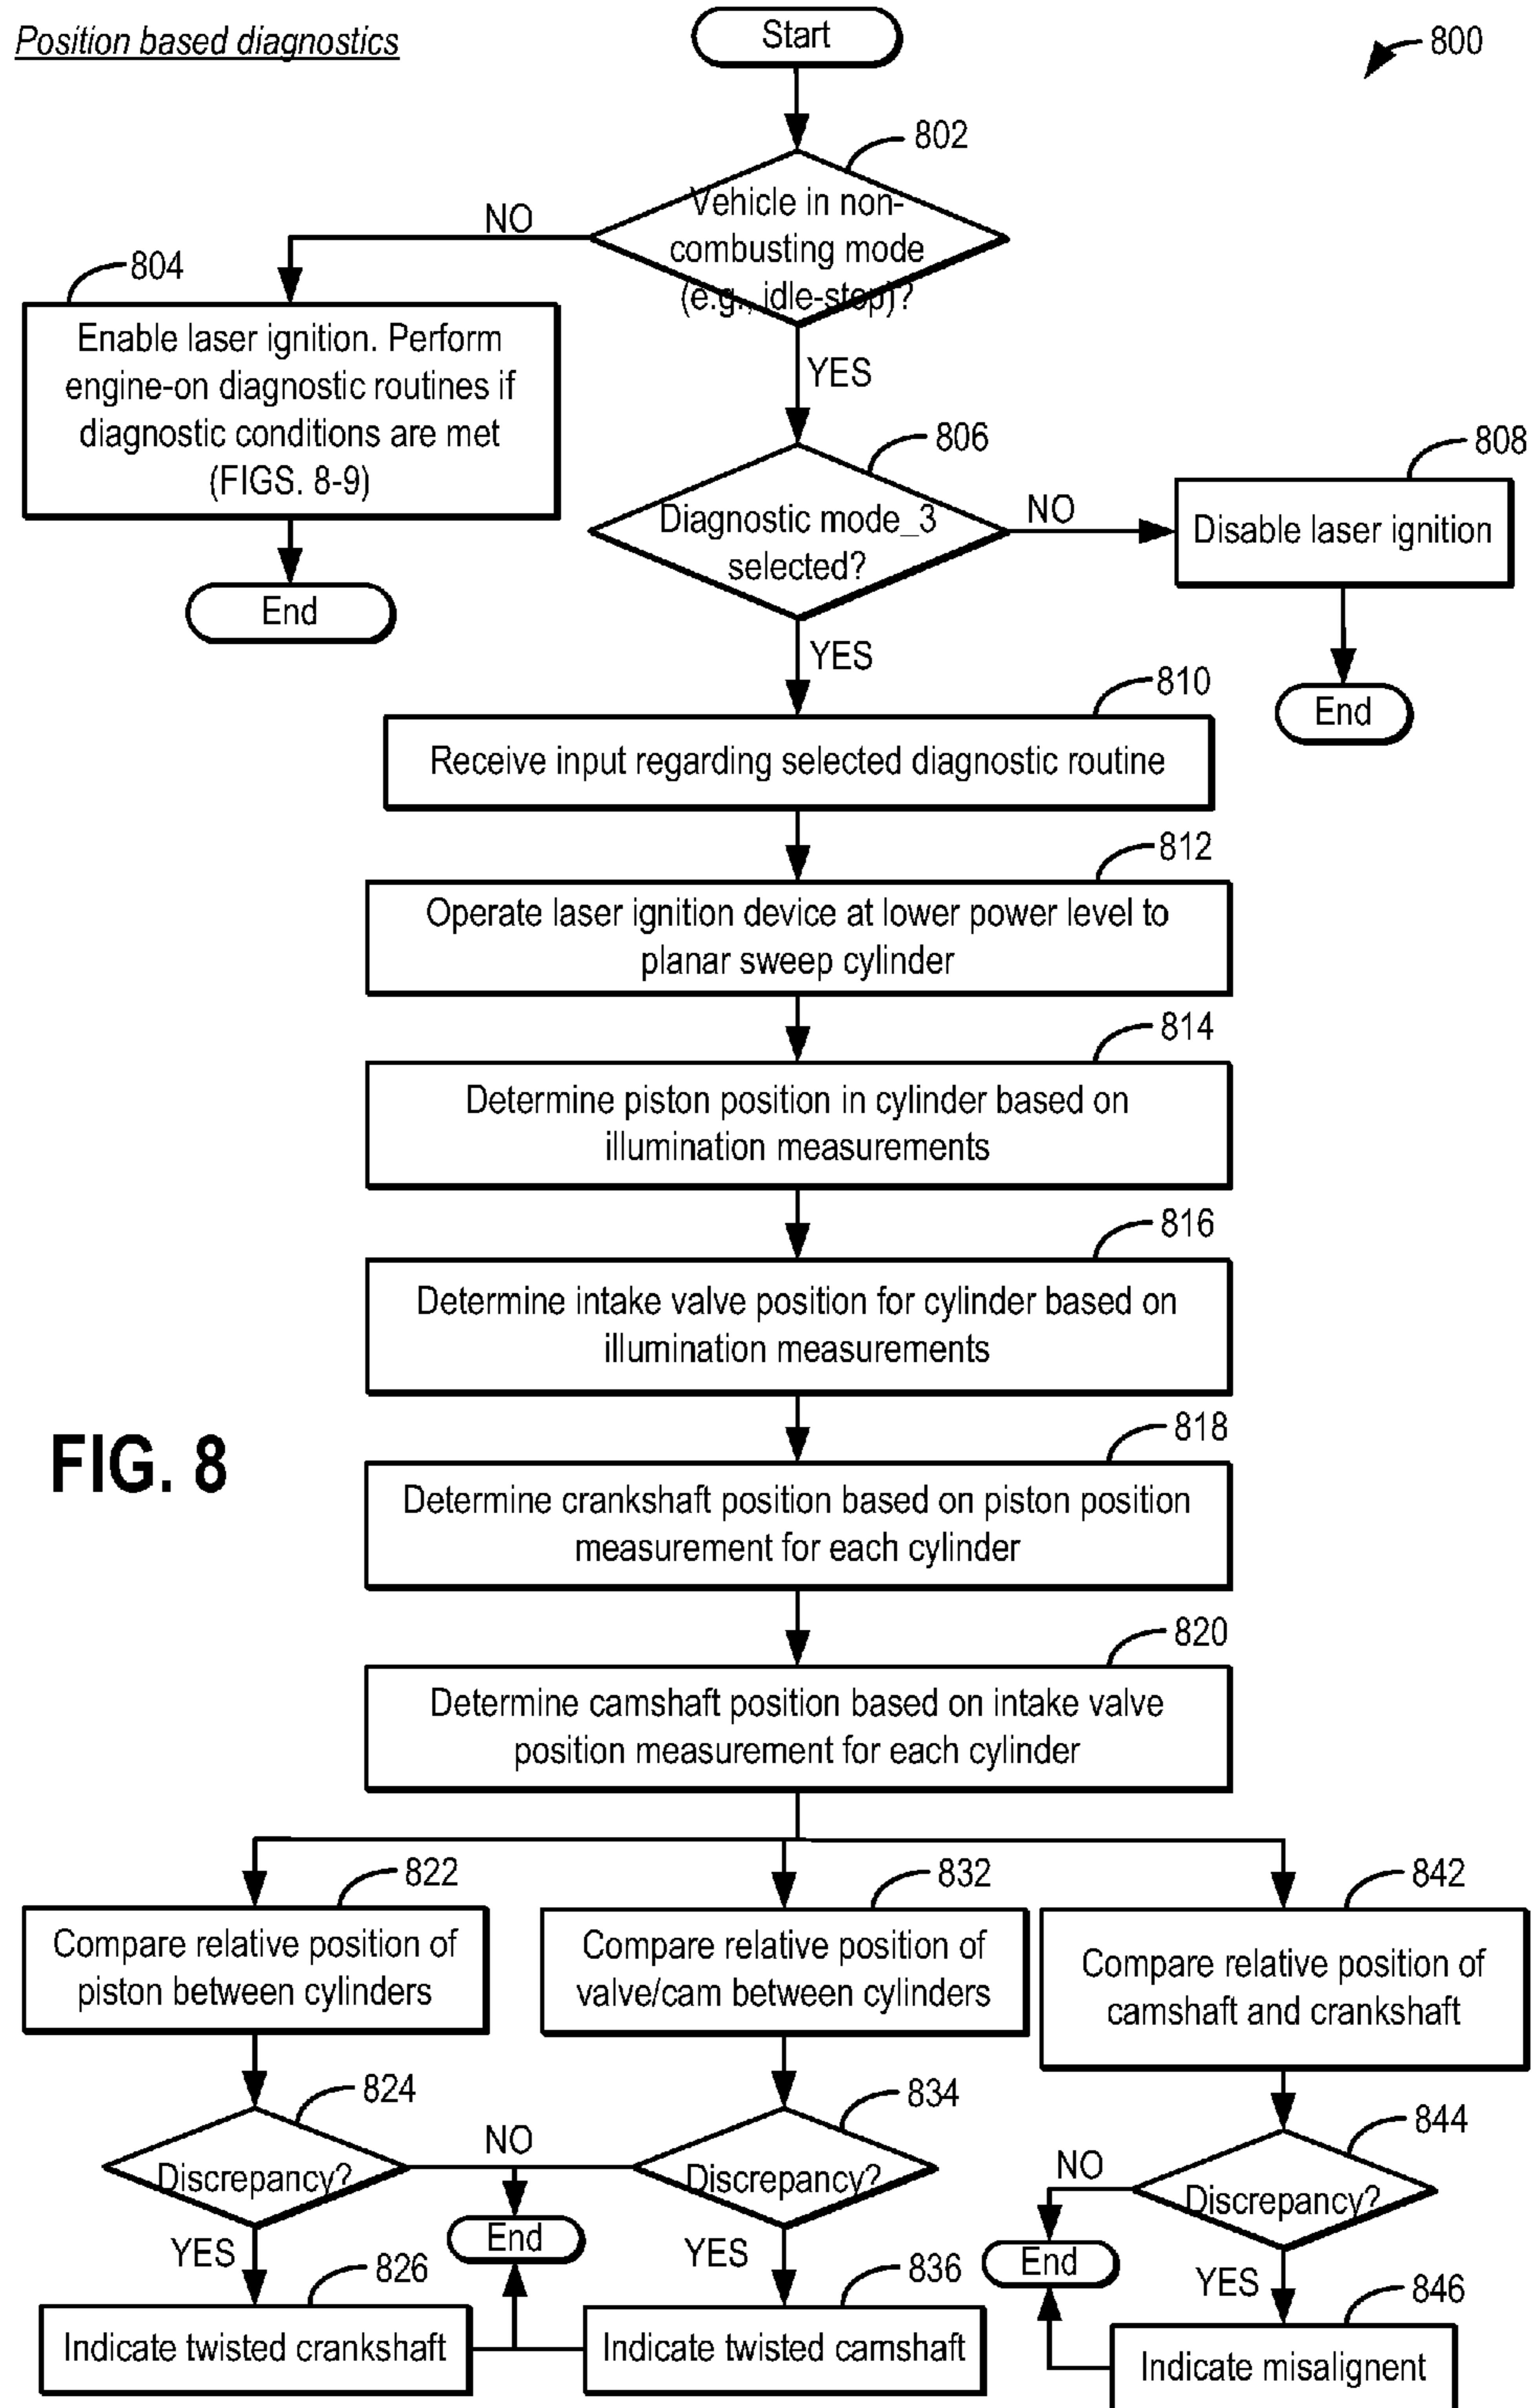 Position based diagnostics
Start
800
802
Vehicle in non-
combusting mode
(e.g., idle-stop)?
NO
YES
804
Enable laser ignition. Perform
engine-on diagnostic routines if
diagnostic conditions are met
(FIGS. 8-9)
End
806
Diagnostic mode_3
selected?
NO
YES
808
Disable laser ignition
End
810
Receive input regarding selected diagnostic routine
812
Operate laser ignition device at lower power level to
planar sweep cylinder
814
Determine piston position in cylinder based on
illumination measurements
816
Determine intake valve position for cylinder based on
illumination measurements
FIG. 8
818
Determine crankshaft position based on piston position
measurement for each cylinder
820
Determine camshaft position based on intake valve
position measurement for each cylinder
822
Compare relative position of
piston between cylinders
832
Compare relative position of
valve/cam between cylinders
842
Compare relative position of
camshaft and crankshaft
824
Discrepancy?
NO
834
Discrepancy?
844
Discrepancy?
NO
End
End
YES
YES
YES
826
Indicate twisted crankshaft
836
Indicate twisted camshaft
846
Indicate misalignent